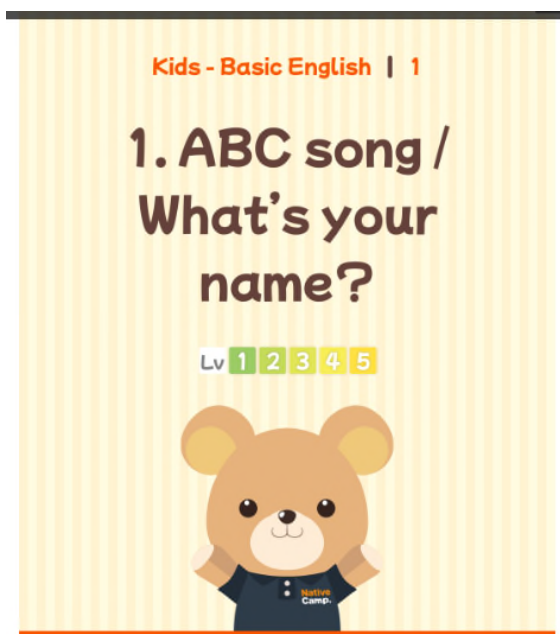 Kids - Basic English | 1
1. ABC song /
What's your
name?
Lv 1 2 3 4 5
Native
Camp.